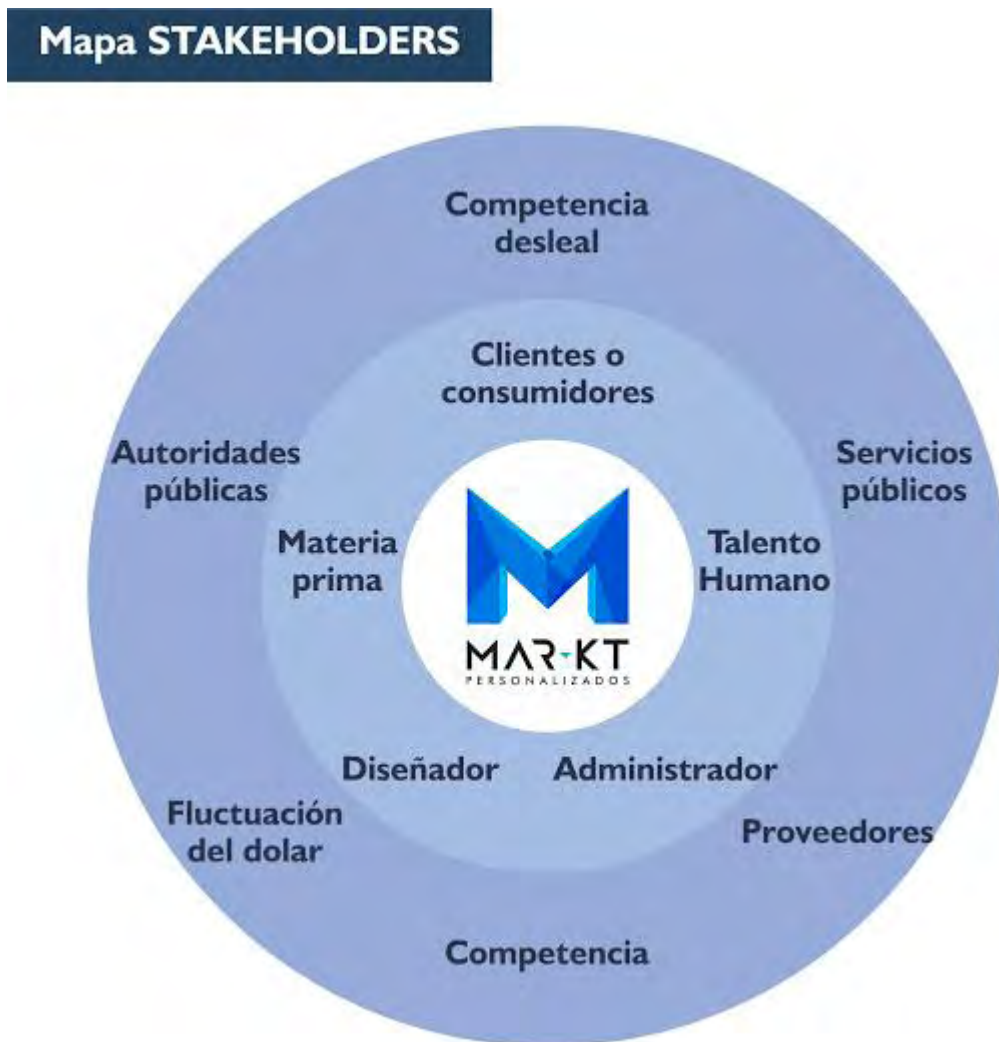 Mapa STAKEHOLDERS
Competencia
desleal
Clientes o
consumidores
Autoridades
públicas
Servicios
públicos
Materia
prima
Talento
Humano
MAR-KT
PERSONALIZADOS
Diseñador
Administrador
Fluctuación
del dolar
Proveedores
Competencia